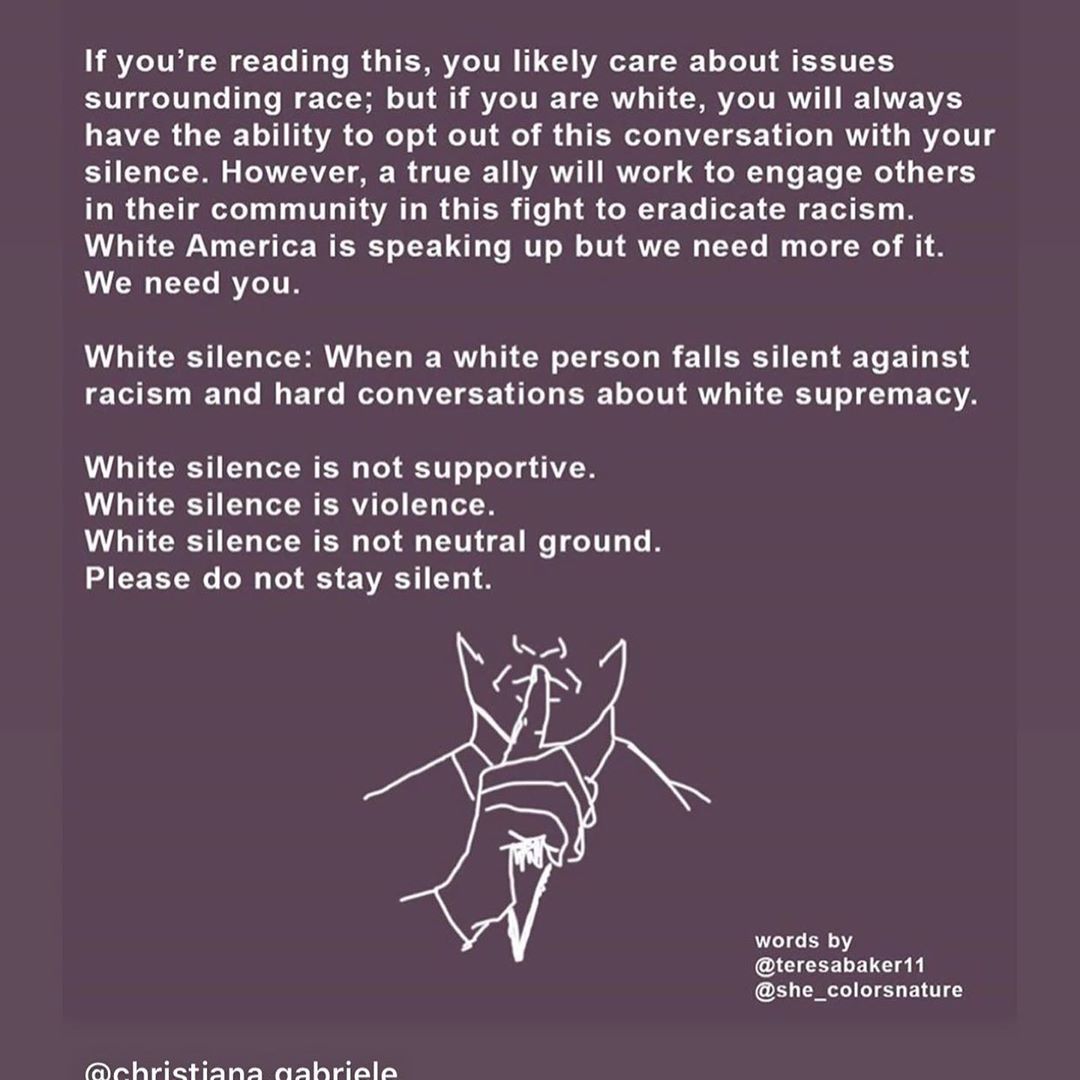 If you’re reading this, you likely care about issues
surrounding race; but if you are white, you will always
have the ability to opt out of this conversation with your
silence. However, a true ally will work to engage others
in their community in this fight to eradicate racism.
White America is speaking up but we need more of it.
We need you.
White silence: When a white person falls silent against
racism and hard conversations about white supremacy.
White silence is not supportive.
White silence is violence.
White silence is not neutral ground.
Please do not stay silent.
words by
@teresabaker11
@she_colorsnature
@christiana.gabriele